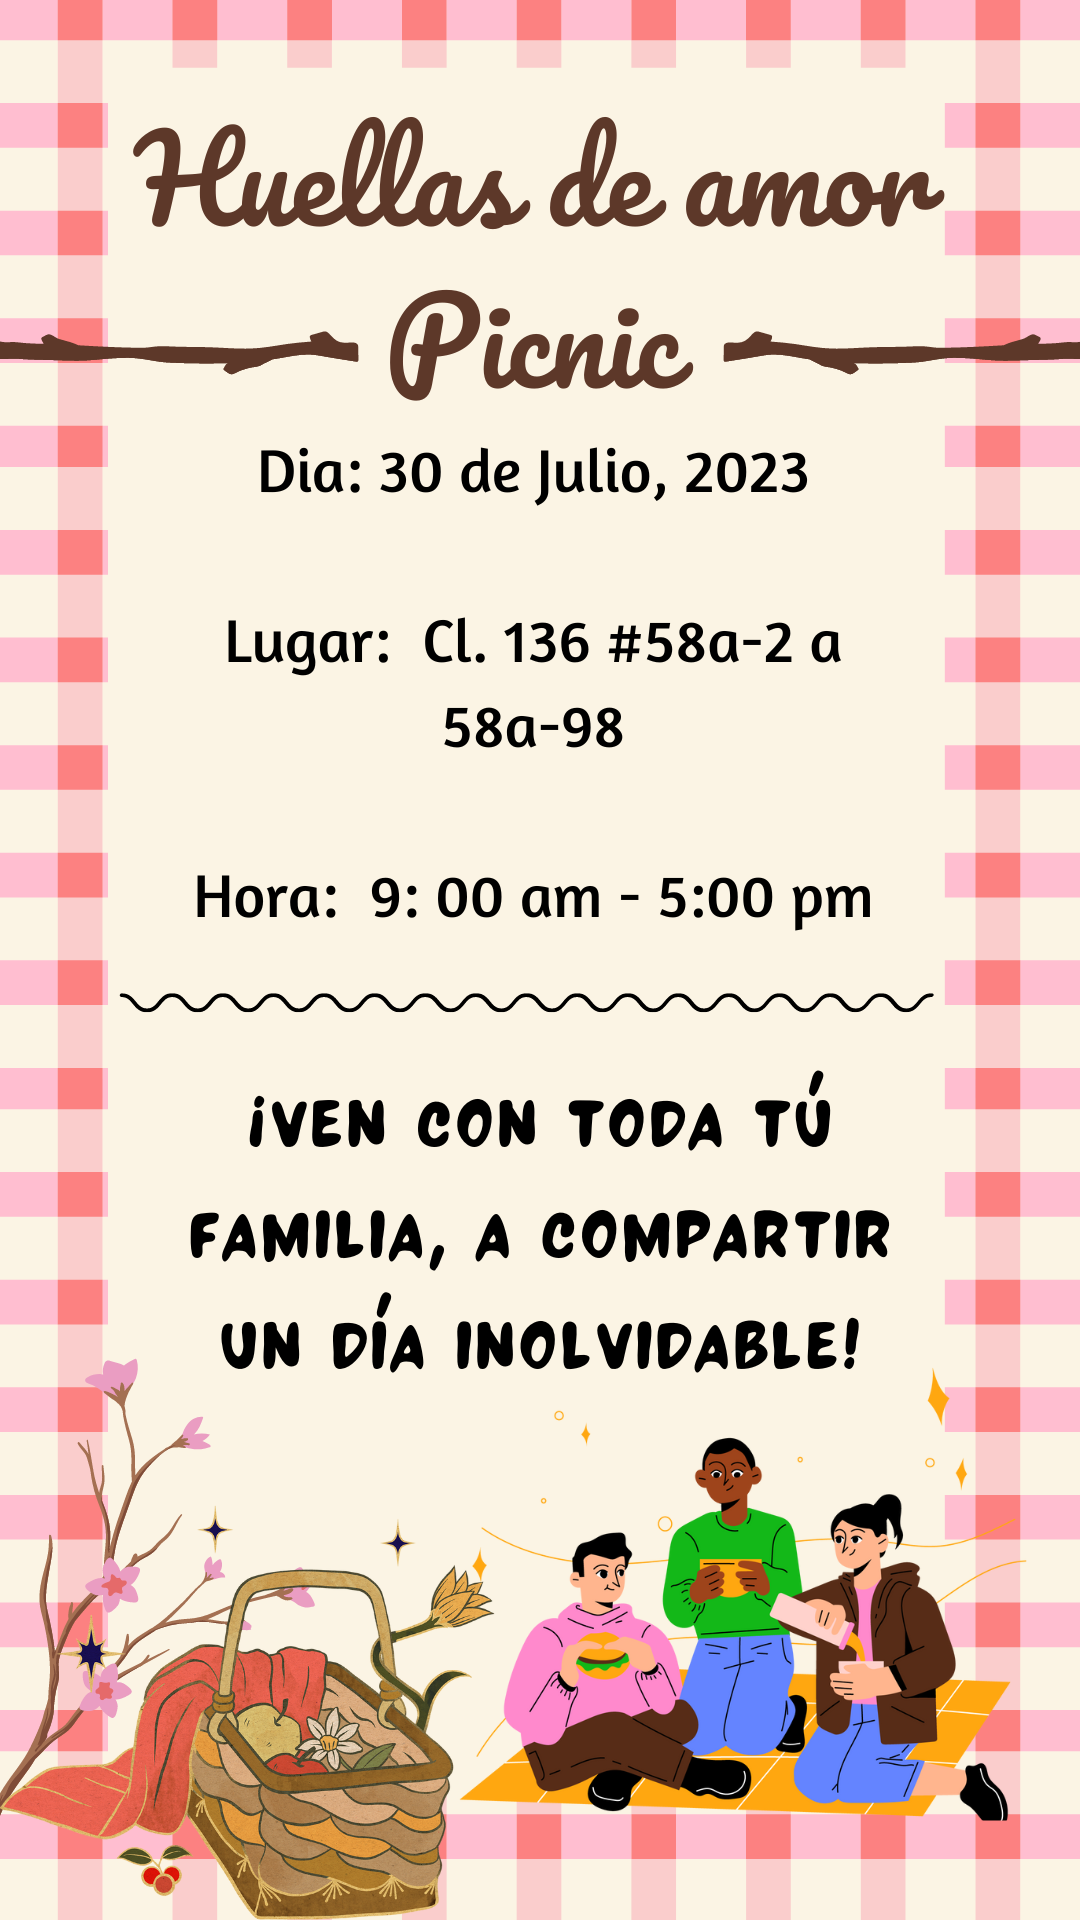 Huellas de amor
Picnic
Dia: 30 de Julio, 2023
Lugar:  Cl. 136 #58a-2 a
58a-98
Hora:  9: 00 am - 5:00 pm
¡VEN CON TODA TÚ
FAMILIA, A COMPARTIR
UN DÍA INOLVIDABLE!